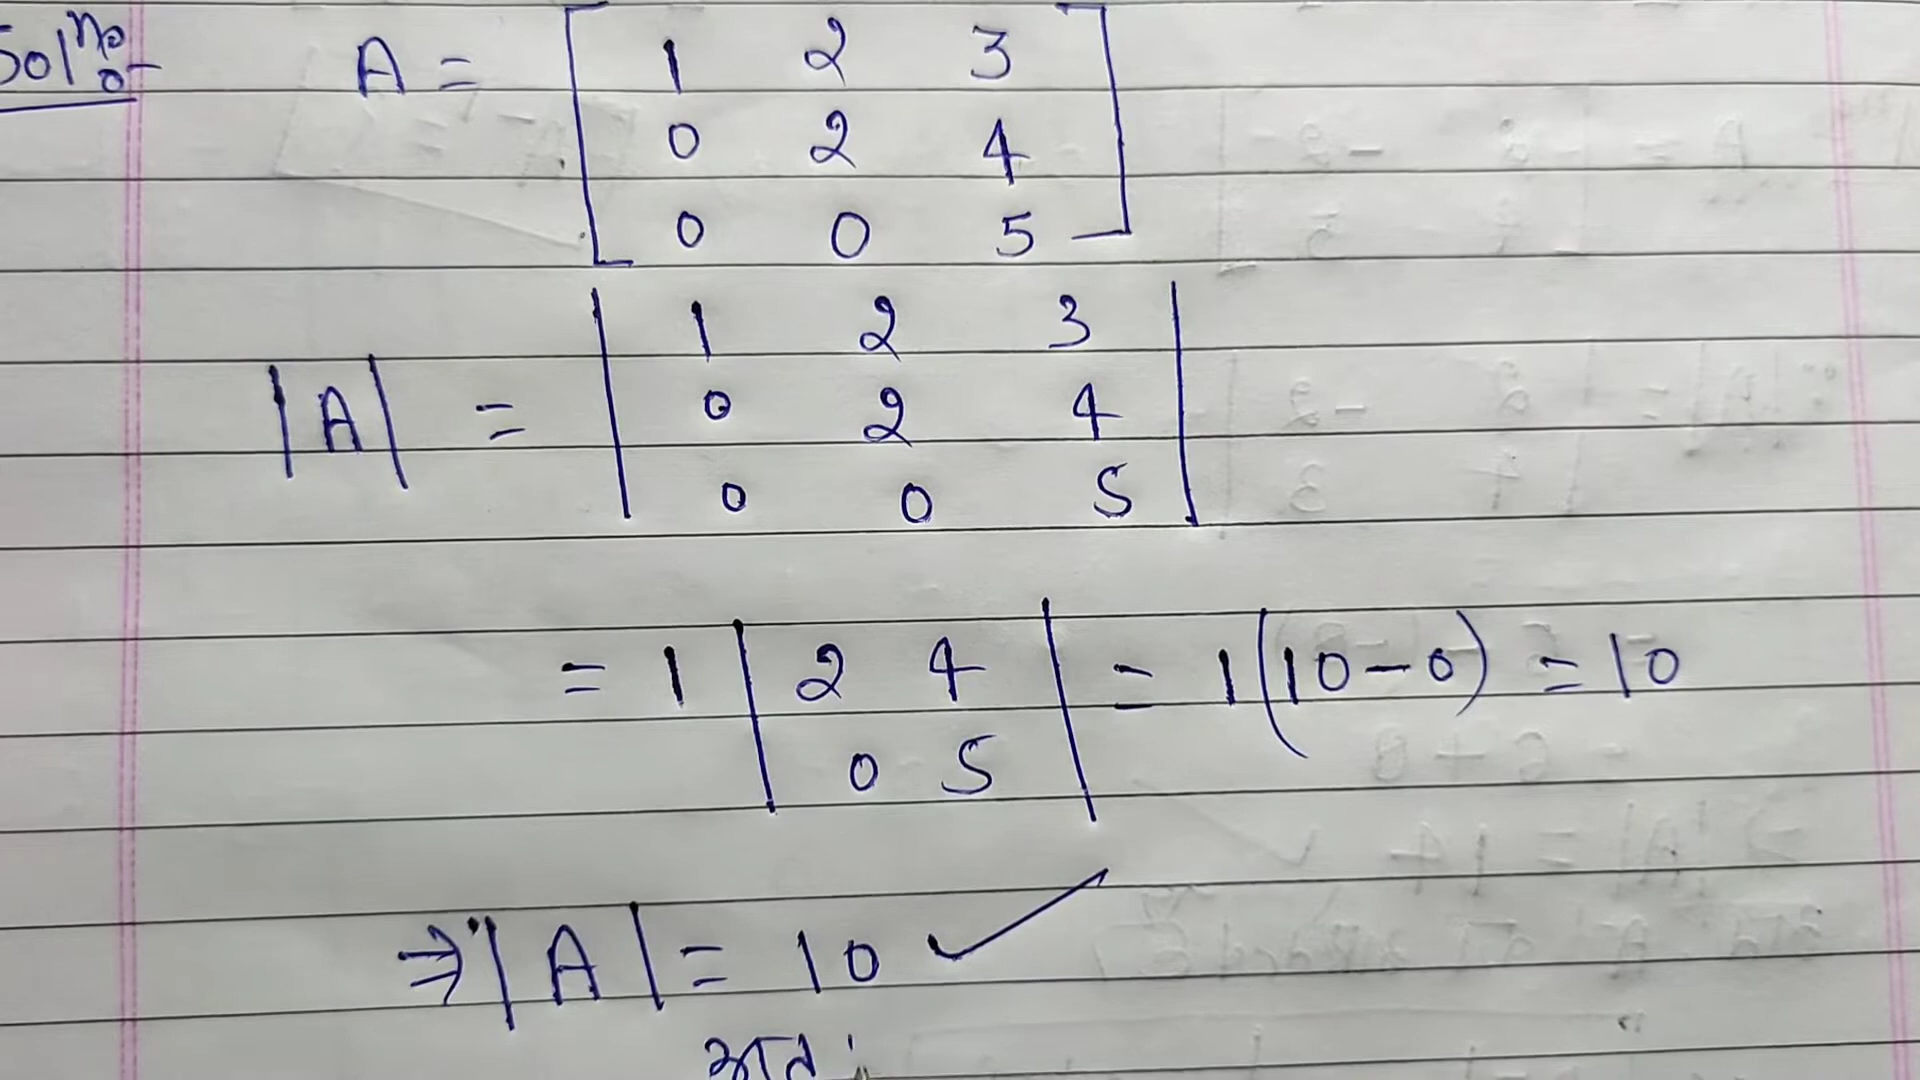 Solno:- A = [ 1 2 3
0 2 4
0 0 5 ]
|A| = | 1 2 3
0 2 4
0 0 5 |
= 1 | 2 4 | = 1(10-0) = 10
0 5
⇒ |A| = 10 ✓
अतः